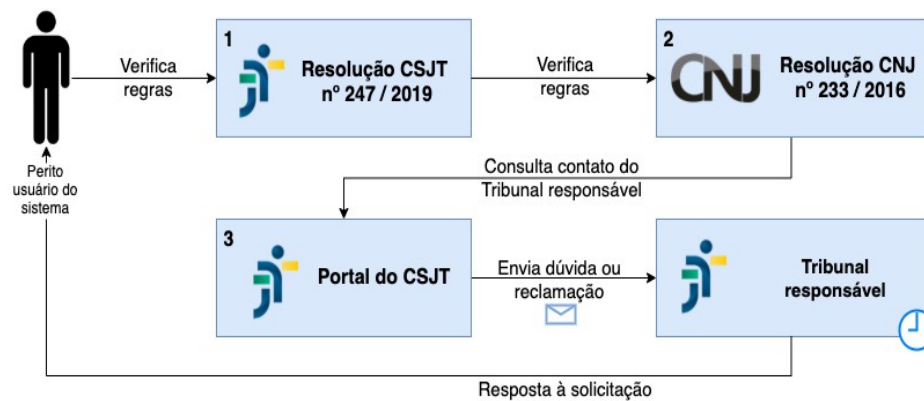 1
Resolução CSJT
nº 247 / 2019
Verifica
regras
2
CNJ
Resolução CNJ
nº 233 / 2016
Verifica
regras
Perito
usuário do
sistema
Consulta contato do
Tribunal responsável
3
Portal do CSJT
Envia dúvida ou
reclamação
Tribunal
responsável
Resposta à solicitação